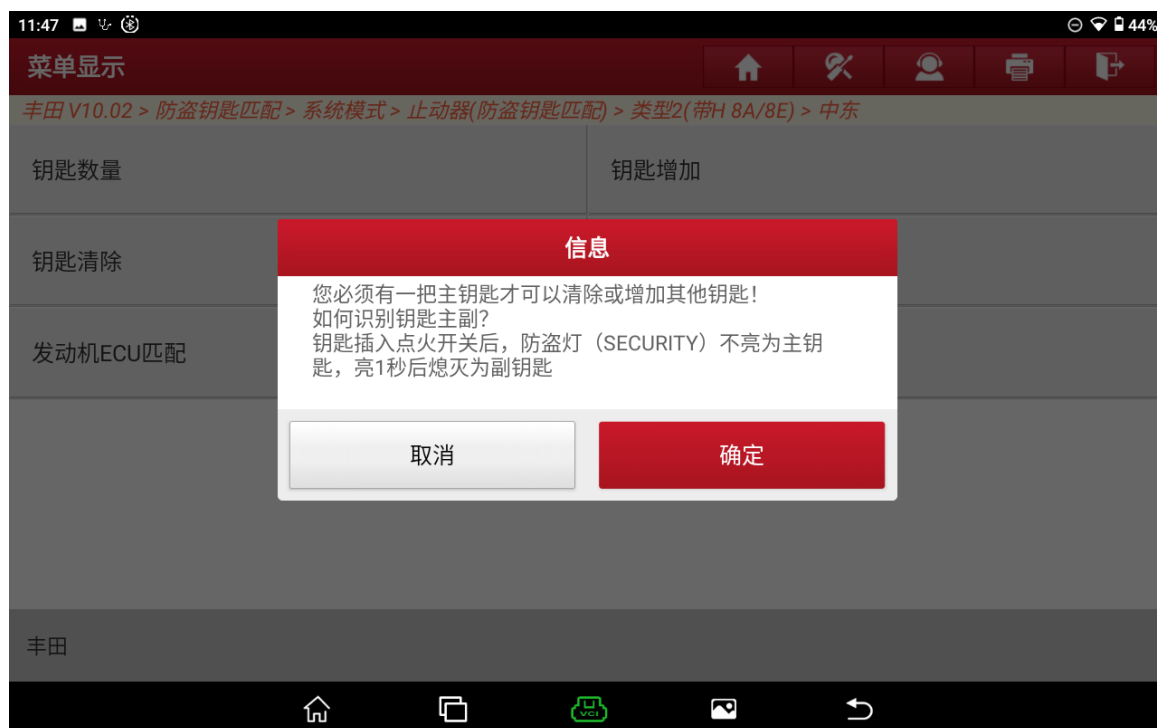 11:47
44%
菜单显示
丰田 V10.02 > 防盗钥匙匹配 > 系统模式 > 止动器(防盗钥匙匹配) > 类型2(带H 8A/8E) > 中东
钥匙数量
钥匙增加
钥匙清除
发动机ECU匹配
信息
您必须有一把主钥匙才可以清除或增加其他钥匙！
如何识别钥匙主副？
钥匙插入点火开关后，防盗灯（SECURITY）不亮为主钥
匙，亮1秒后熄灭为副钥匙
取消
确定
丰田
VCI